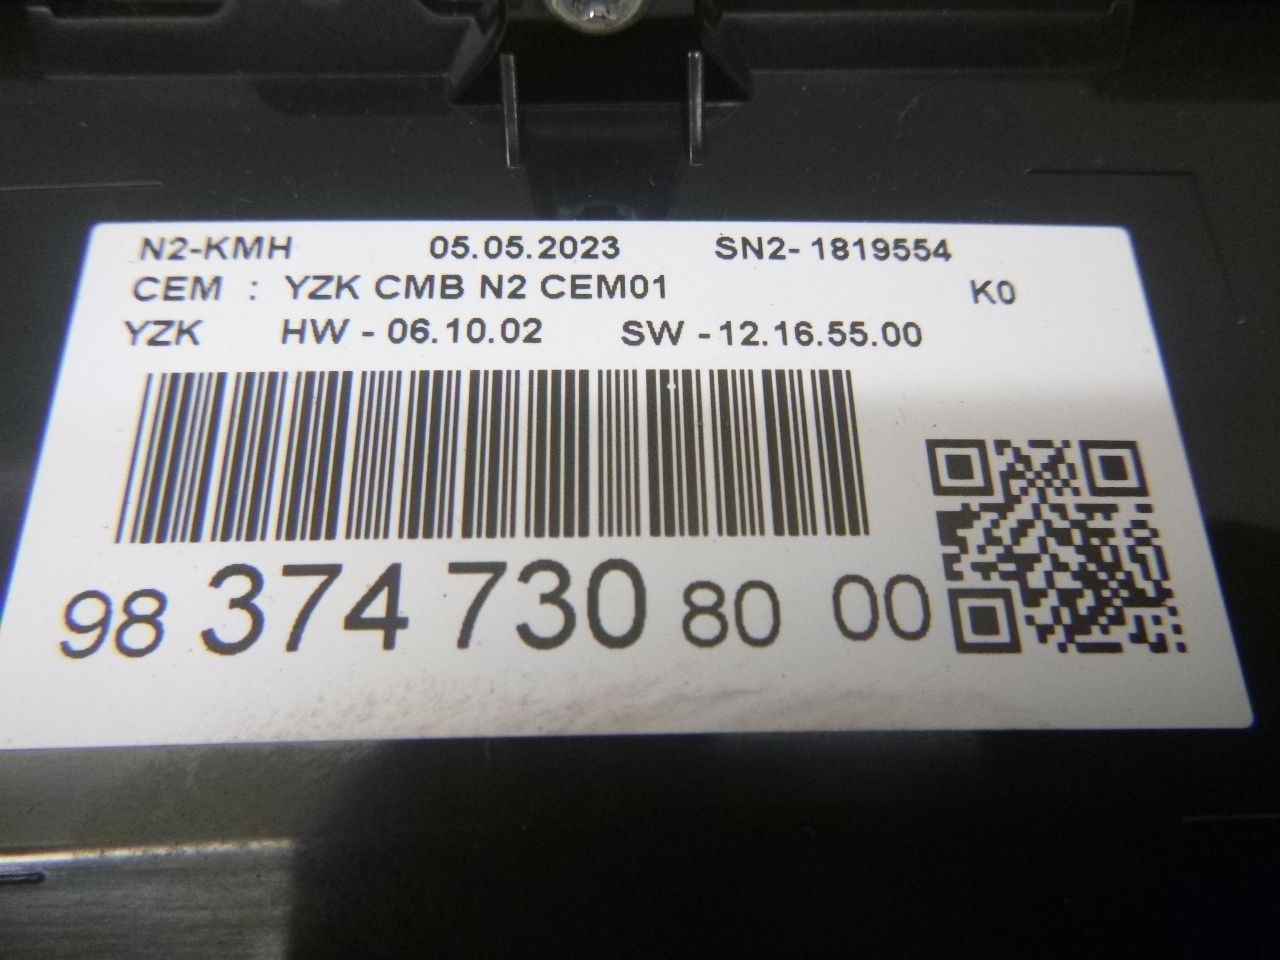 N2-KMH 05.05.2023 SN2- 1819554
CEM : YZK CMB N2 CEM01 K0
YZK HW - 06.10.02 SW - 12.16.55.00
98 374 730 80 00